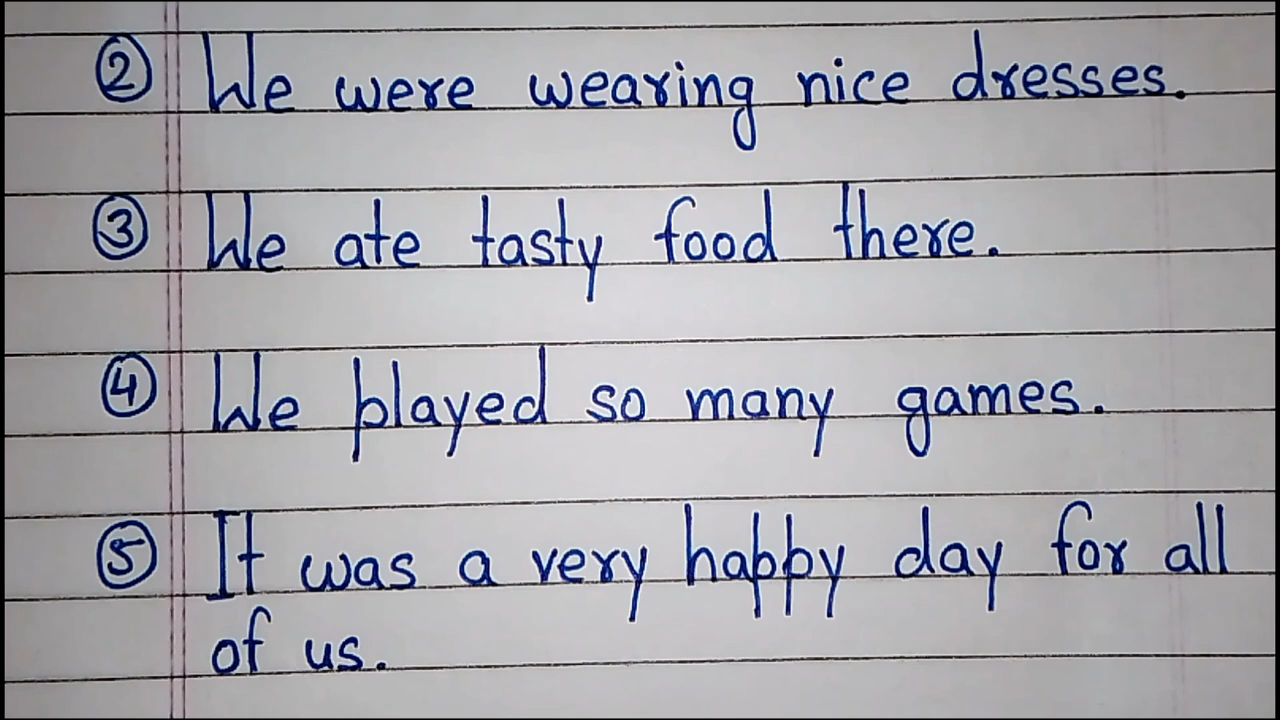 ② We were wearing nice dresses.
③ We ate tasty food there.
④ We played so many games.
⑤ It was a very happy day for all
of us.